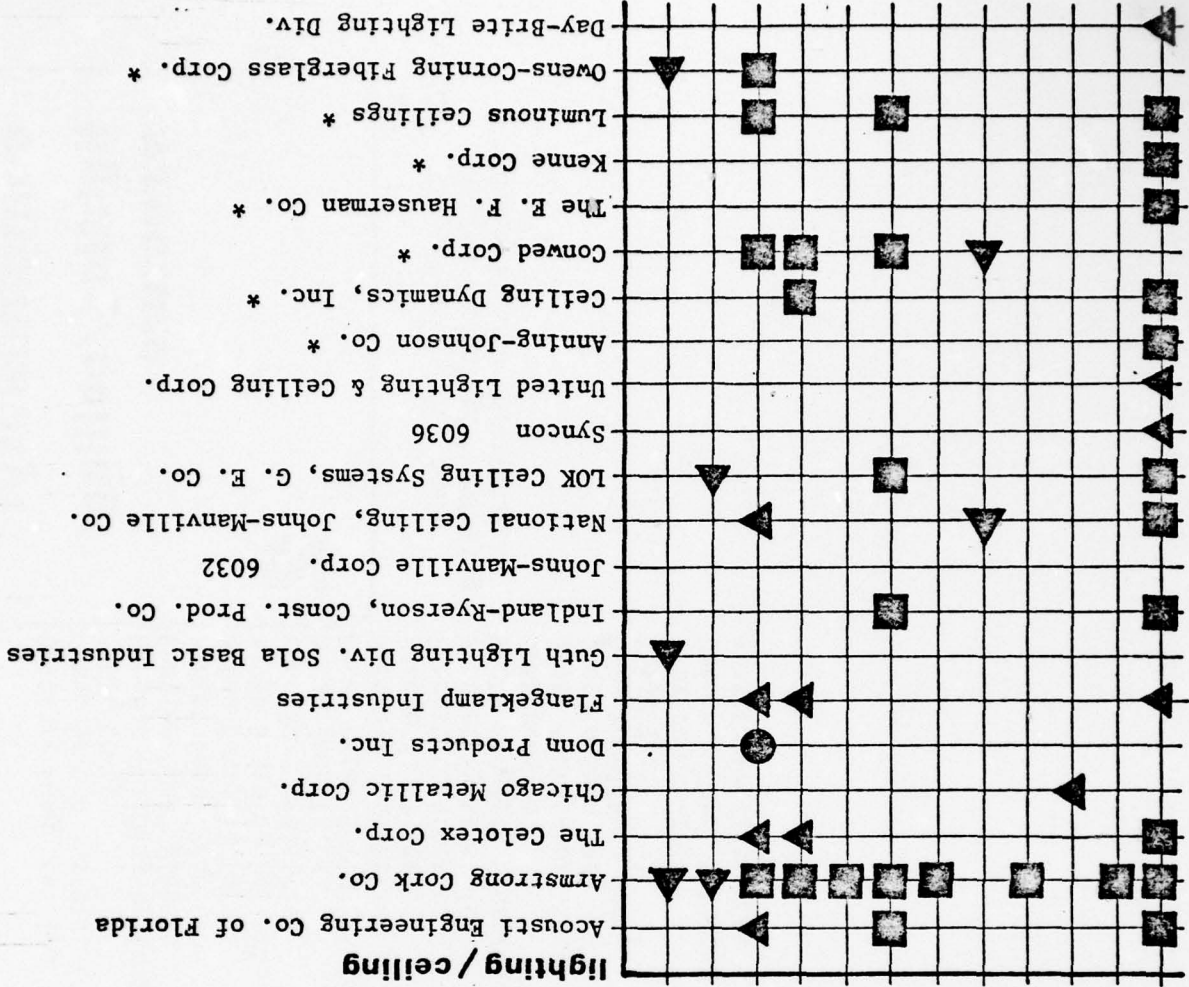 lighting / ceiling
Acousti Engineering Co. of Florida
Armstrong Cork Co.
The Celotex Corp.
Chicago Metallic Corp.
Donn Products Inc.
Flangeklamp Industries
Guth Lighting Div. Sola Basic Industries
Indland-Ryerson, Const. Prod. Co.
Johns-Manville Corp. 6032
National Ceiling, Johns-Manville Co.
LOK Ceiling Systems, G. E. Co.
Syncon 6036
United Lighting & Ceiling Corp.
Anning-Johnson Co. *
Ceiling Dynamics, Inc. *
Conwed Corp. *
The E. F. Hauserman Co. *
Kenne Corp. *
Luminous Ceilings *
Owens-Corning Fiberglass Corp. *
Day-Brite Lighting Div.